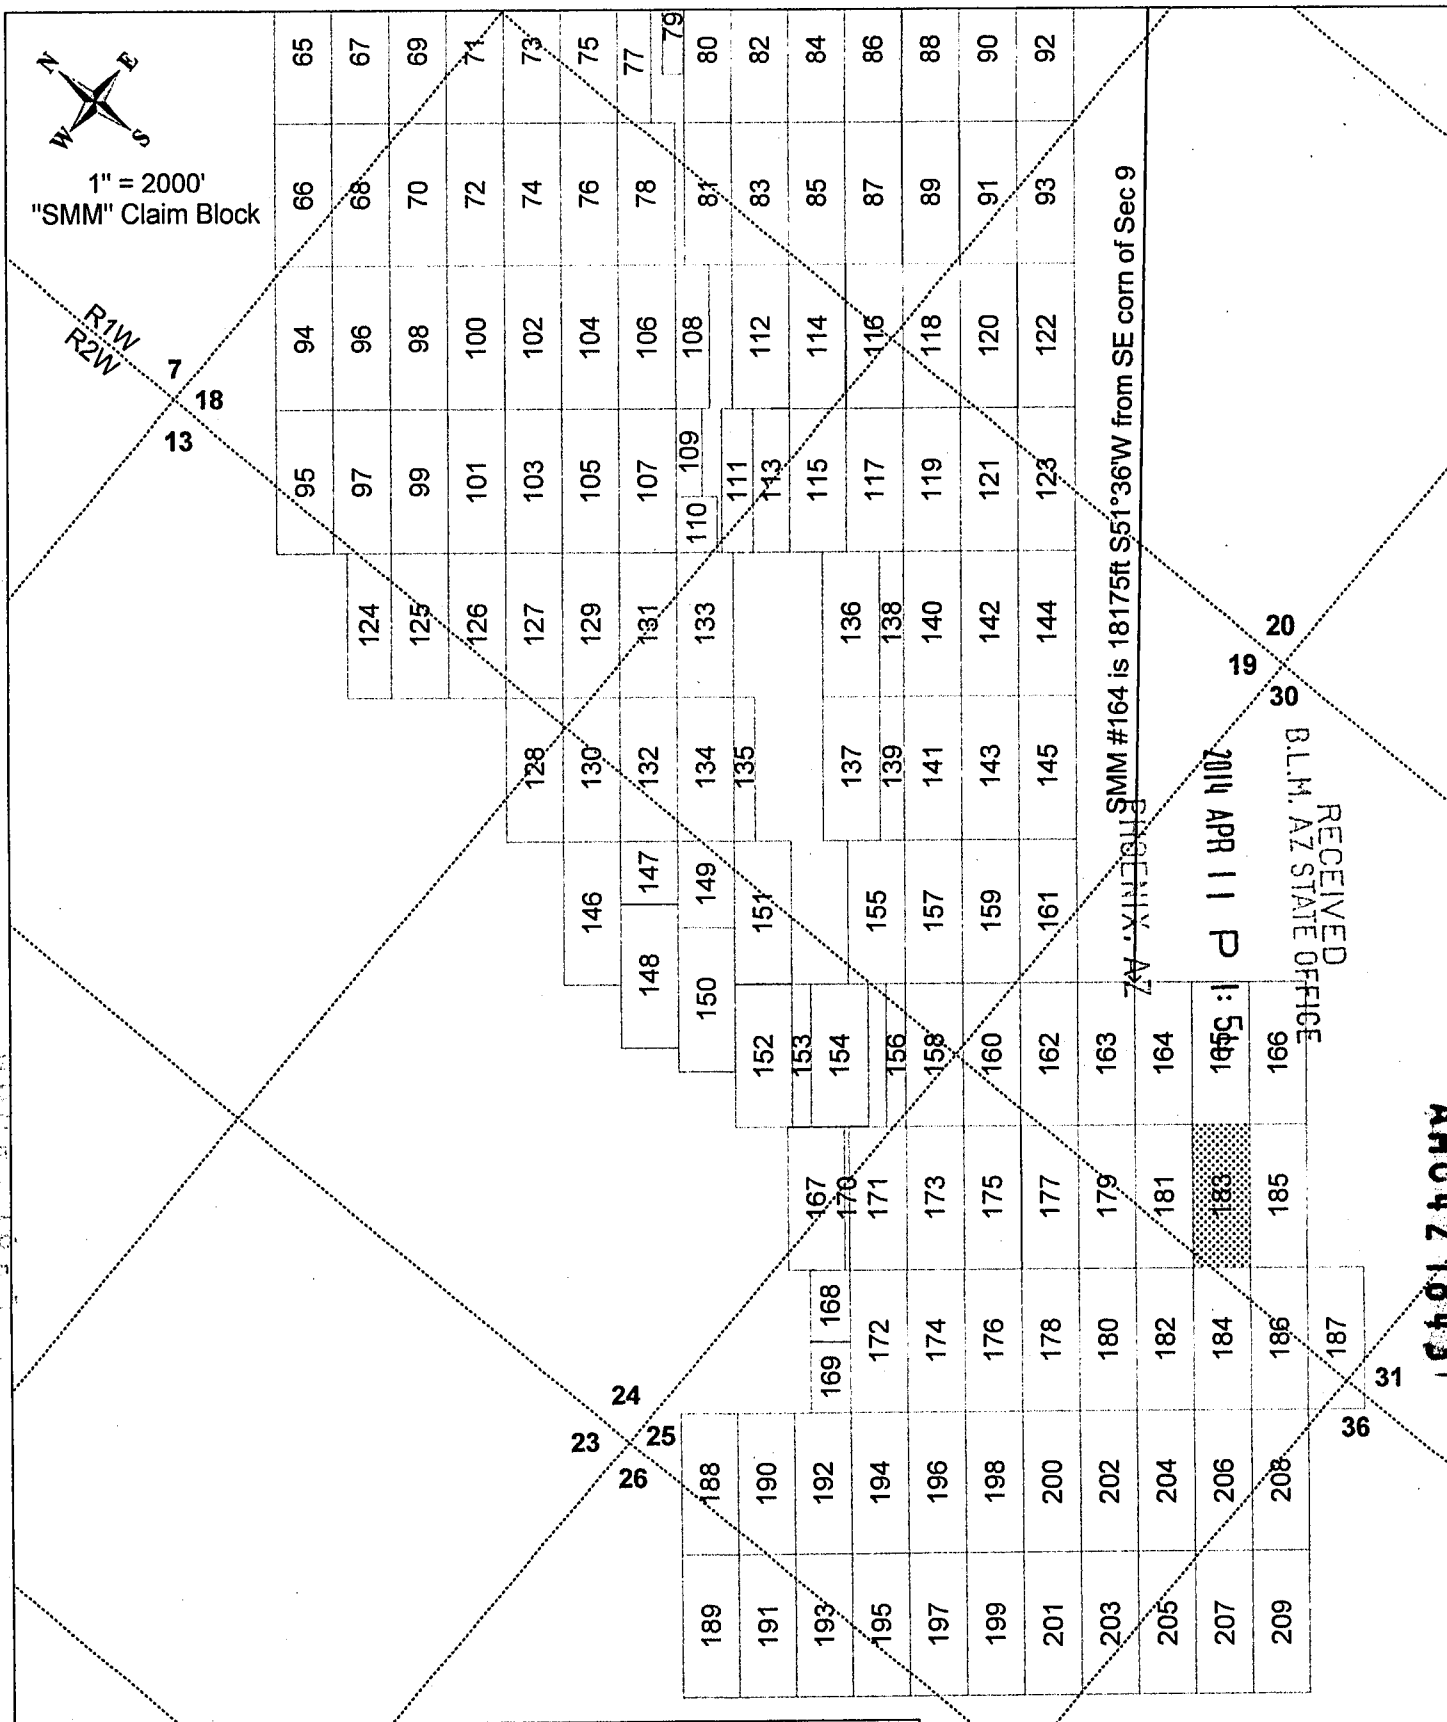 N E
W S
1" = 2000'
"SMM" Claim Block
R1W
R2W
7
18
13
65 67 69 71 73 75 77 79 80 82 84 86 88 90 92
66 68 70 72 74 76 78 81 83 85 87 89 91 93
94 96 98 100 102 104 106 108 112 114 116 118 120 122
95 97 99 101 103 105 107 109 110 111 113 115 117 119 121 123
124 125 126 127 129 131 133 136 138 140 142 144
128 130 132 134 135 137 139 141 143 145
146 147 149 151 155 157 159 161
148 150
152 153 154 156 158 160 162 163 164 165 166
167 170 171 173 175 177 179 181 183 185
168 169 172 174 176 178 180 182 184 186 187
188 190 192 194 196 198 200 202 204 206 208
189 191 193 195 197 199 201 203 205 207 209
SMM #164 is 18175ft S51°36'W from SE corn of Sec 9
20
19
30
RECEIVED
B.L.M. AZ STATE OFFICE
2014 APR 11 P 1:54
PHOENIX, AZ
24
23 25
26
31
36